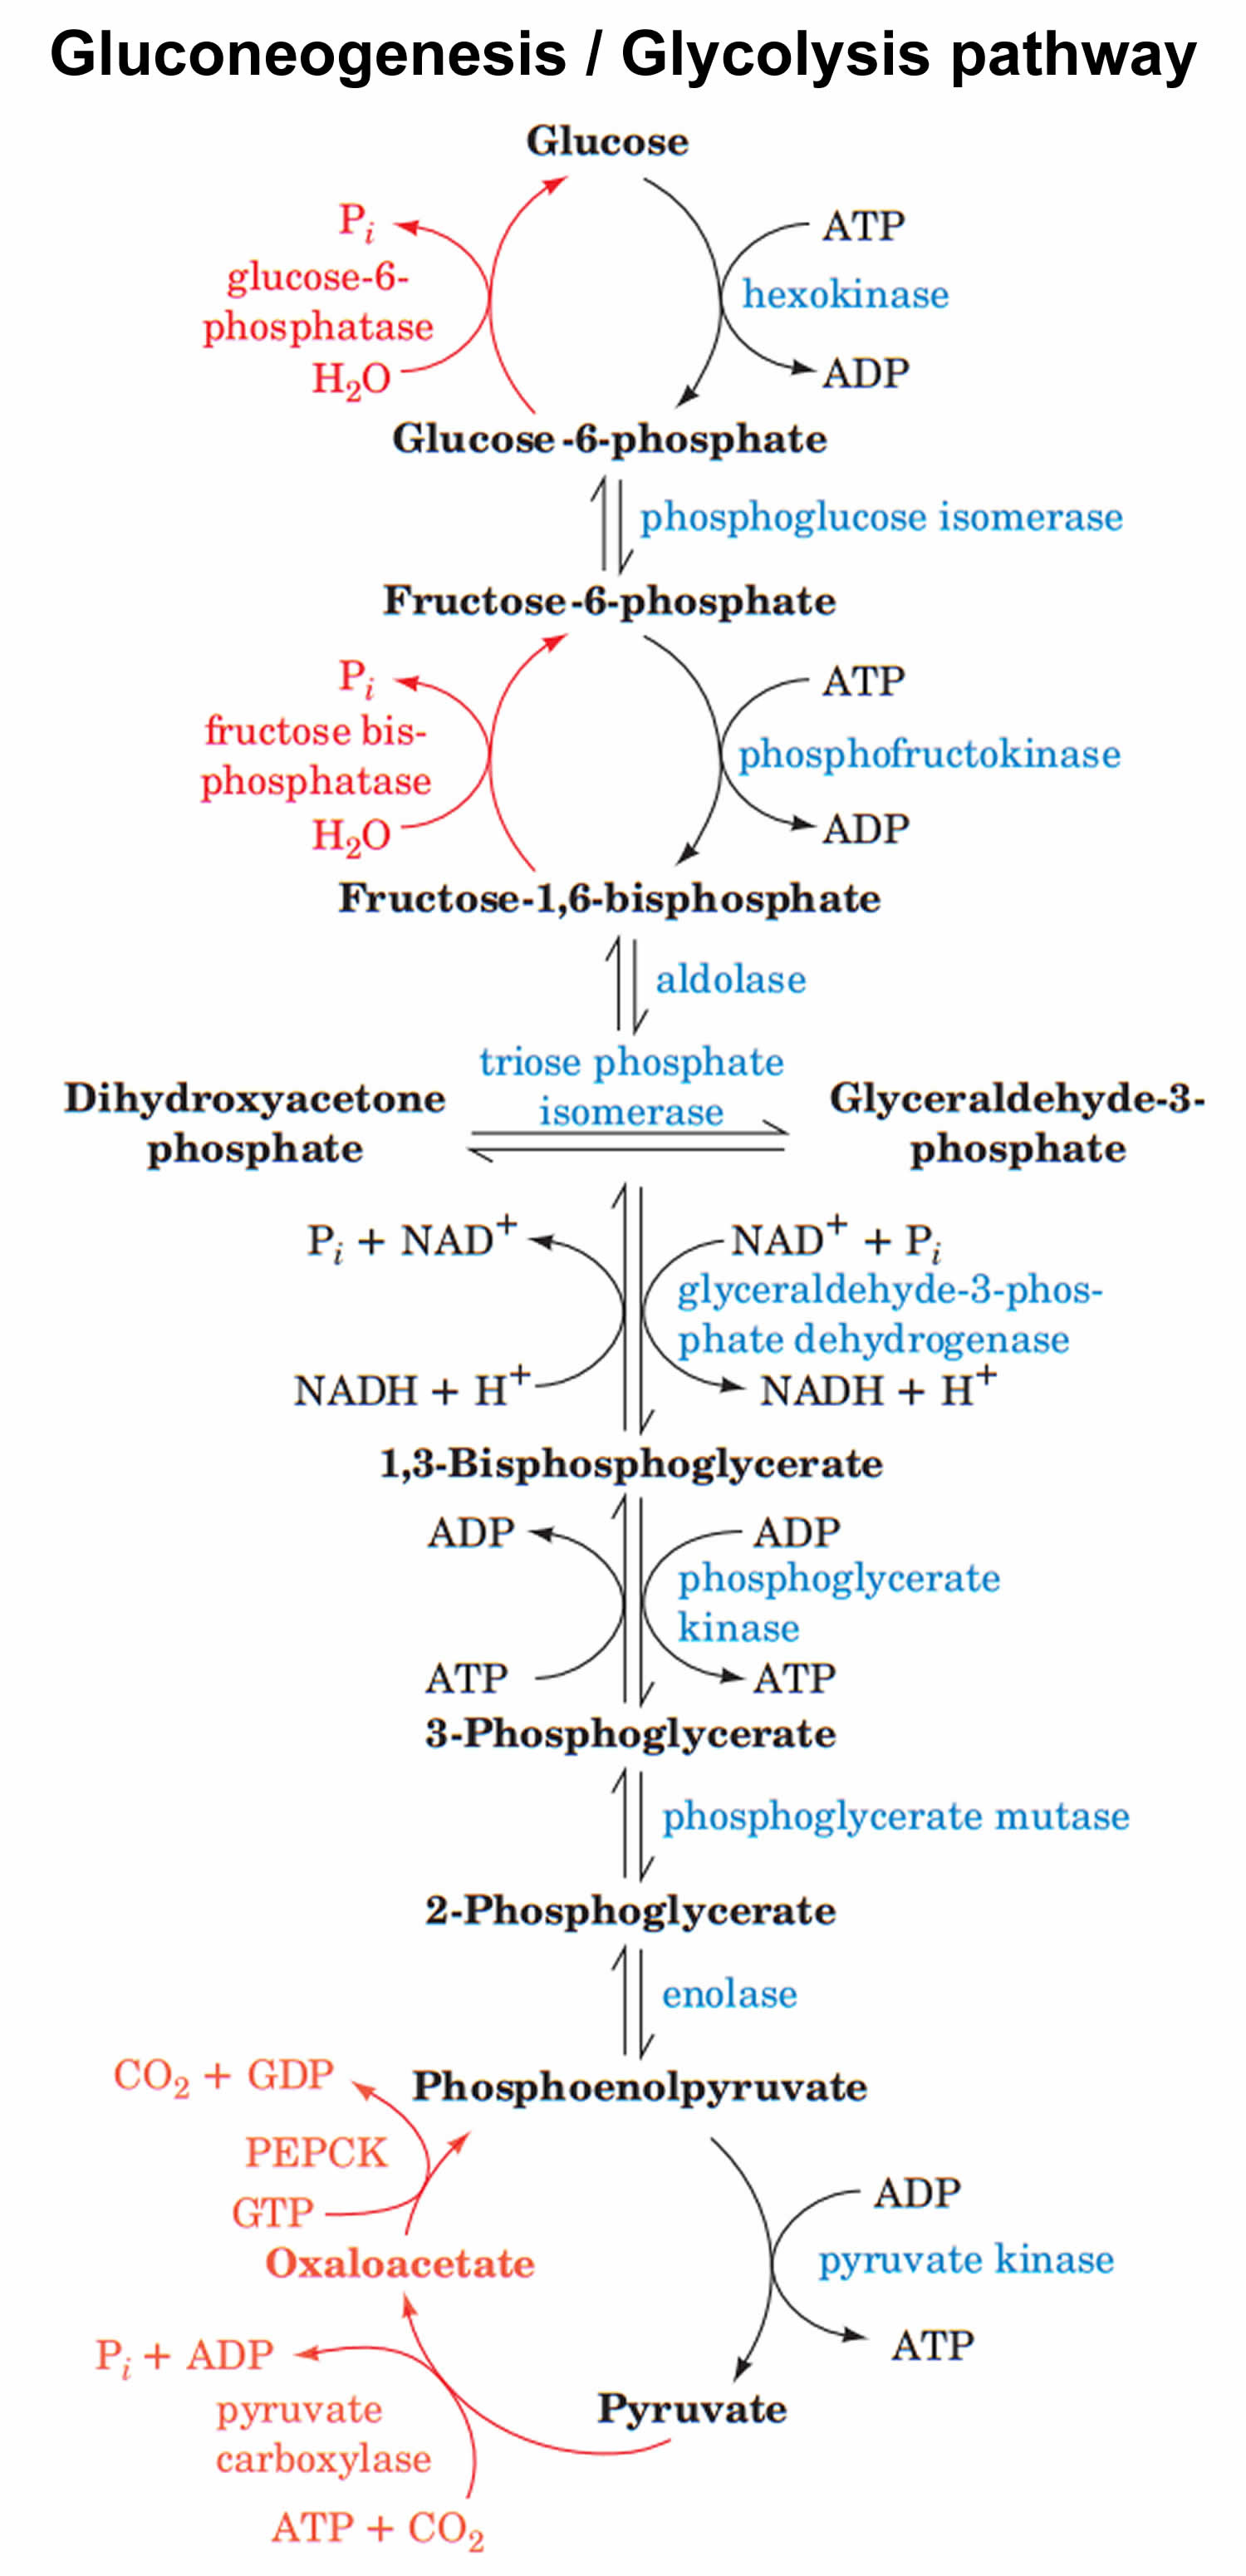 Gluconeogenesis / Glycolysis pathway
Glucose
P𝑖
ATP
glucose-6-
phosphatase
hexokinase
H₂O
ADP
Glucose-6-phosphate
phosphoglucose isomerase
Fructose-6-phosphate
P𝑖
ATP
fructose bis-
phosphatase
phosphofructokinase
H₂O
ADP
Fructose-1,6-bisphosphate
aldolase
triose phosphate
isomerase
Dihydroxyacetone
phosphate
Glyceraldehyde-3-
phosphate
P𝑖 + NAD⁺
NAD⁺ + P𝑖
glyceraldehyde-3-phos-
phate dehydrogenase
NADH + H⁺
NADH + H⁺
1,3-Bisphosphoglycerate
ADP
ADP
phosphoglycerate
kinase
ATP
ATP
3-Phosphoglycerate
phosphoglycerate mutase
2-Phosphoglycerate
enolase
CO₂ + GDP
Phosphoenolpyruvate
PEPCK
GTP
ADP
Oxaloacetate
pyruvate kinase
P𝑖 + ADP
ATP
pyruvate
carboxylase
Pyruvate
ATP + CO₂